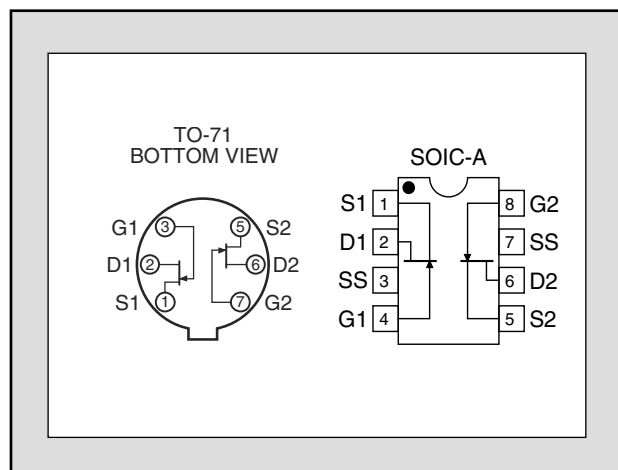 TO-71
BOTTOM VIEW
G1 3 5 S2
D1 2 6 D2
S1 1 7 G2
SOIC-A
S1 1 8 G2
D1 2 7 SS
SS 3 6 D2
G1 4 5 S2